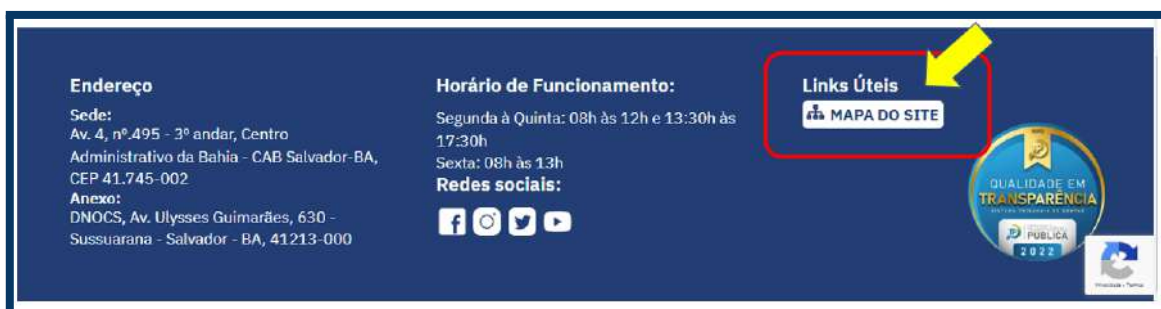 Endereço
Sede:
Av. 4, nº.495 - 3º andar, Centro
Administrativo da Bahia - CAB Salvador-BA,
CEP 41.745-002
Anexo:
DNOCS, Av. Ulysses Guimarães, 630 -
Sussuarana - Salvador - BA, 41213-000
Horário de Funcionamento:
Segunda à Quinta: 08h às 12h e 13:30h às
17:30h
Sexta: 08h às 13h
Redes sociais:
Links Úteis
MAPA DO SITE
QUALIDADE EM
TRANSPARÊNCIA
PÚBLICA
2022